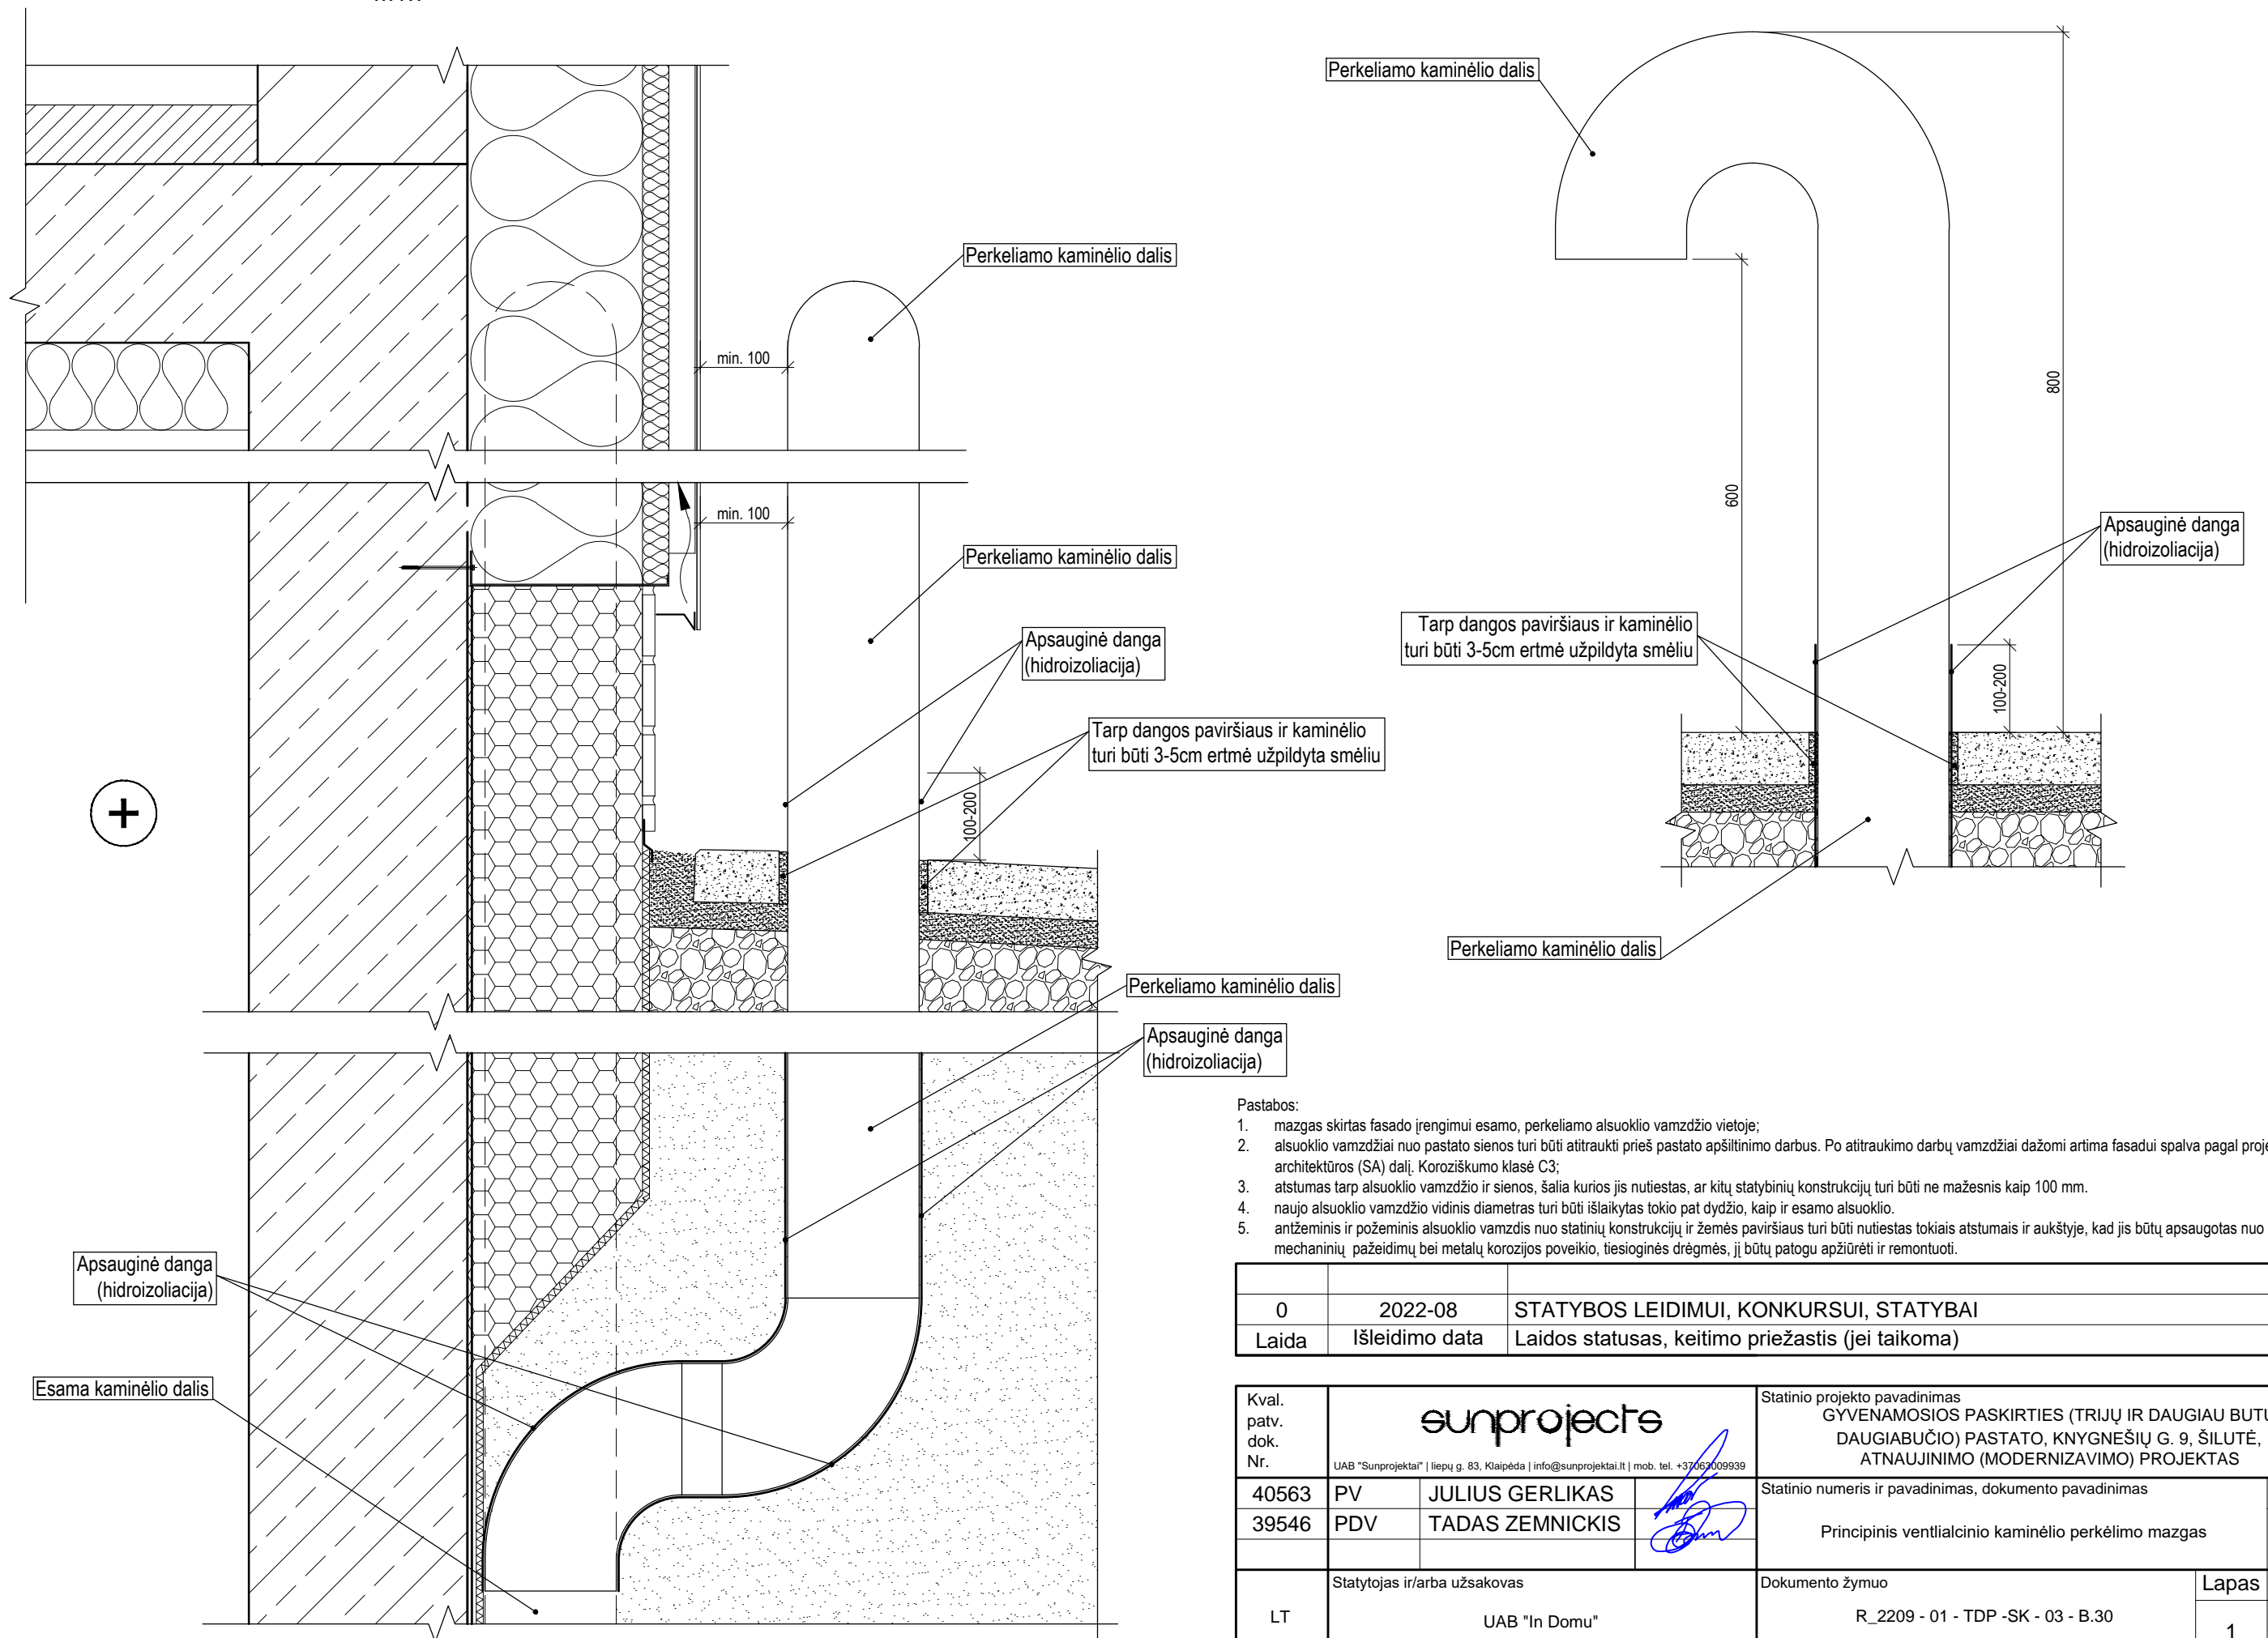 Perkeliamo kaminėlio dalis
800
Perkeliamo kaminėlio dalis
min. 100
600
min. 100
Apsauginė danga
(hidroizoliacija)
Perkeliamo kaminėlio dalis
Tarp dangos paviršiaus ir kaminėlio
turi būti 3-5cm ertmė užpildyta smėliu
Apsauginė danga
(hidroizoliacija)
100-200
Tarp dangos paviršiaus ir kaminėlio
turi būti 3-5cm ertmė užpildyta smėliu
100-200
Perkeliamo kaminėlio dalis
Perkeliamo kaminėlio dalis
Apsauginė danga
(hidroizoliacija)
Apsauginė danga
(hidroizoliacija)
Esama kaminėlio dalis
Pastabos:
1. mazgas skirtas fasado įrengimui esamo, perkeliamo alsuoklio vamzdžio vietoje;
2. alsuoklio vamzdžiai nuo pastato sienos turi būti atitraukti prieš pastato apšiltinimo darbus. Po atitraukimo darbų vamzdžiai dažomi artima fasadui spalva pagal proje
architektūros (SA) dalį. Koroziškumo klasė C3;
3. atstumas tarp alsuoklio vamzdžio ir sienos, šalia kurios jis nutiestas, ar kitų statybinių konstrukcijų turi būti ne mažesnis kaip 100 mm.
4. naujo alsuoklio vamzdžio vidinis diametras turi būti išlaikytas tokio pat dydžio, kaip ir esamo alsuoklio.
5. antžeminis ir požeminis alsuoklio vamzdis nuo statinių konstrukcijų ir žemės paviršiaus turi būti nutiestas tokiais atstumais ir aukštyje, kad jis būtų apsaugotas nuo
mechaninių pažeidimų bei metalų korozijos poveikio, tiesioginės drėgmės, jį būtų patogu apžiūrėti ir remontuoti.
0 2022-08 STATYBOS LEIDIMUI, KONKURSUI, STATYBAI
Laida Išleidimo data Laidos statusas, keitimo priežastis (jei taikoma)
Kval.
patv.
dok.
Nr.
sunprojects
UAB "Sunprojektai" | liepų g. 83, Klaipėda | info@sunprojektai.lt | mob. tel. +37063009939
Statinio projekto pavadinimas
GYVENAMOSIOS PASKIRTIES (TRIJŲ IR DAUGIAU BUTŲ
DAUGIABUČIO) PASTATO, KNYGNEŠIŲ G. 9, ŠILUTĖ,
ATNAUJINIMO (MODERNIZAVIMO) PROJEKTAS
40563 PV JULIUS GERLIKAS
39546 PDV TADAS ZEMNICKIS
Statinio numeris ir pavadinimas, dokumento pavadinimas
Principinis ventlialcinio kaminėlio perkėlimo mazgas
LT
Statytojas ir/arba užsakovas
UAB "In Domu"
Dokumento žymuo
R_2209 - 01 - TDP -SK - 03 - B.30
Lapas
1